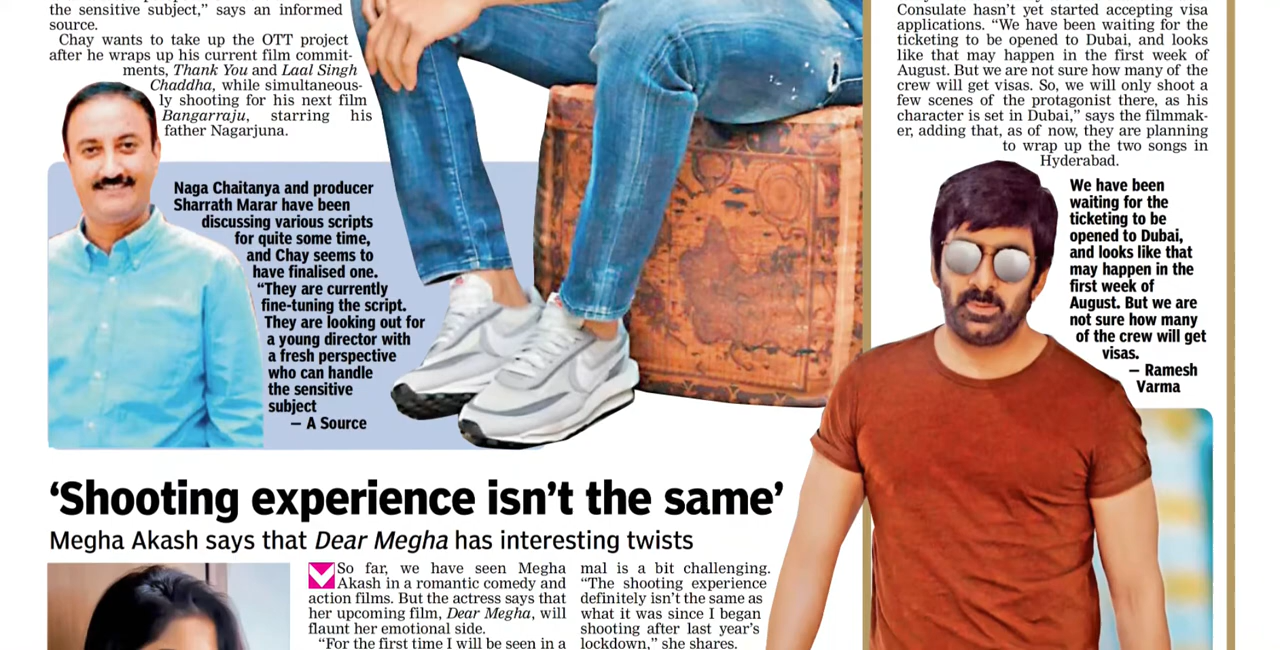 the sensitive subject,” says an informed
source.
Chay wants to take up the OTT project
after he wraps up his current film commit-
ments, Thank You and Laal Singh
Chaddha, while simultaneous-
ly shooting for his next film
Bangarraju, starring his
father Nagarjuna.
Naga Chaitanya and producer
Sharrath Marar have been
discussing various scripts
for quite some time,
and Chay seems to
have finalised one.
“They are currently
fine-tuning the script.
They are looking out for
a young director with
a fresh perspective
who can handle
the sensitive
subject
— A Source
Consulate hasn’t yet started accepting visa
applications. “We have been waiting for the
ticketing to be opened to Dubai, and looks
like that may happen in the first week of
August. But we are not sure how many of the
crew will get visas. So, we will only shoot a
few scenes of the protagonist there, as his
character is set in Dubai,” says the filmmak-
er, adding that, as of now, they are planning
to wrap up the two songs in
Hyderabad.
We have been
waiting for the
ticketing to be
opened to Dubai,
and looks like that
may happen in the
first week of
August. But we are
not sure how many
of the crew will get
visas.
— Ramesh
Varma
‘Shooting experience isn’t the same’
Megha Akash says that Dear Megha has interesting twists
So far, we have seen Megha
Akash in a romantic comedy and
action films. But the actress says that
her upcoming film, Dear Megha, will
flaunt her emotional side.
“For the first time I will be seen in a
mal is a bit challenging.
“The shooting experience
definitely isn’t the same as
what it was since I began
shooting after last year’s
lockdown,” she shares.